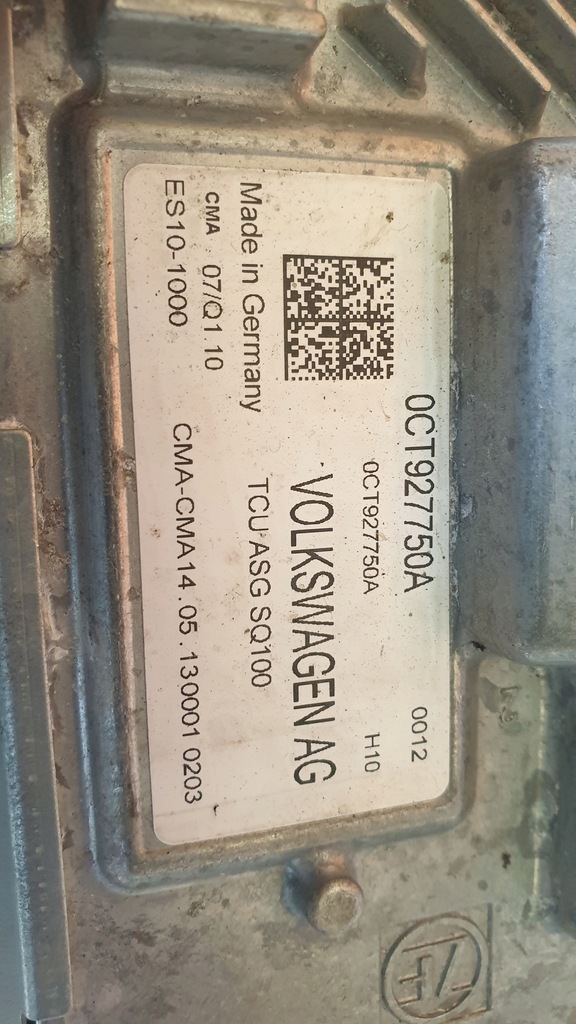 0CT927750A 0012
0CT927750A H10
VOLKSWAGEN AG
Made in Germany TCU ASG SQ100
CMA 07/Q1 10
ES10-1000 CMA-CMA14.05.130001 0203